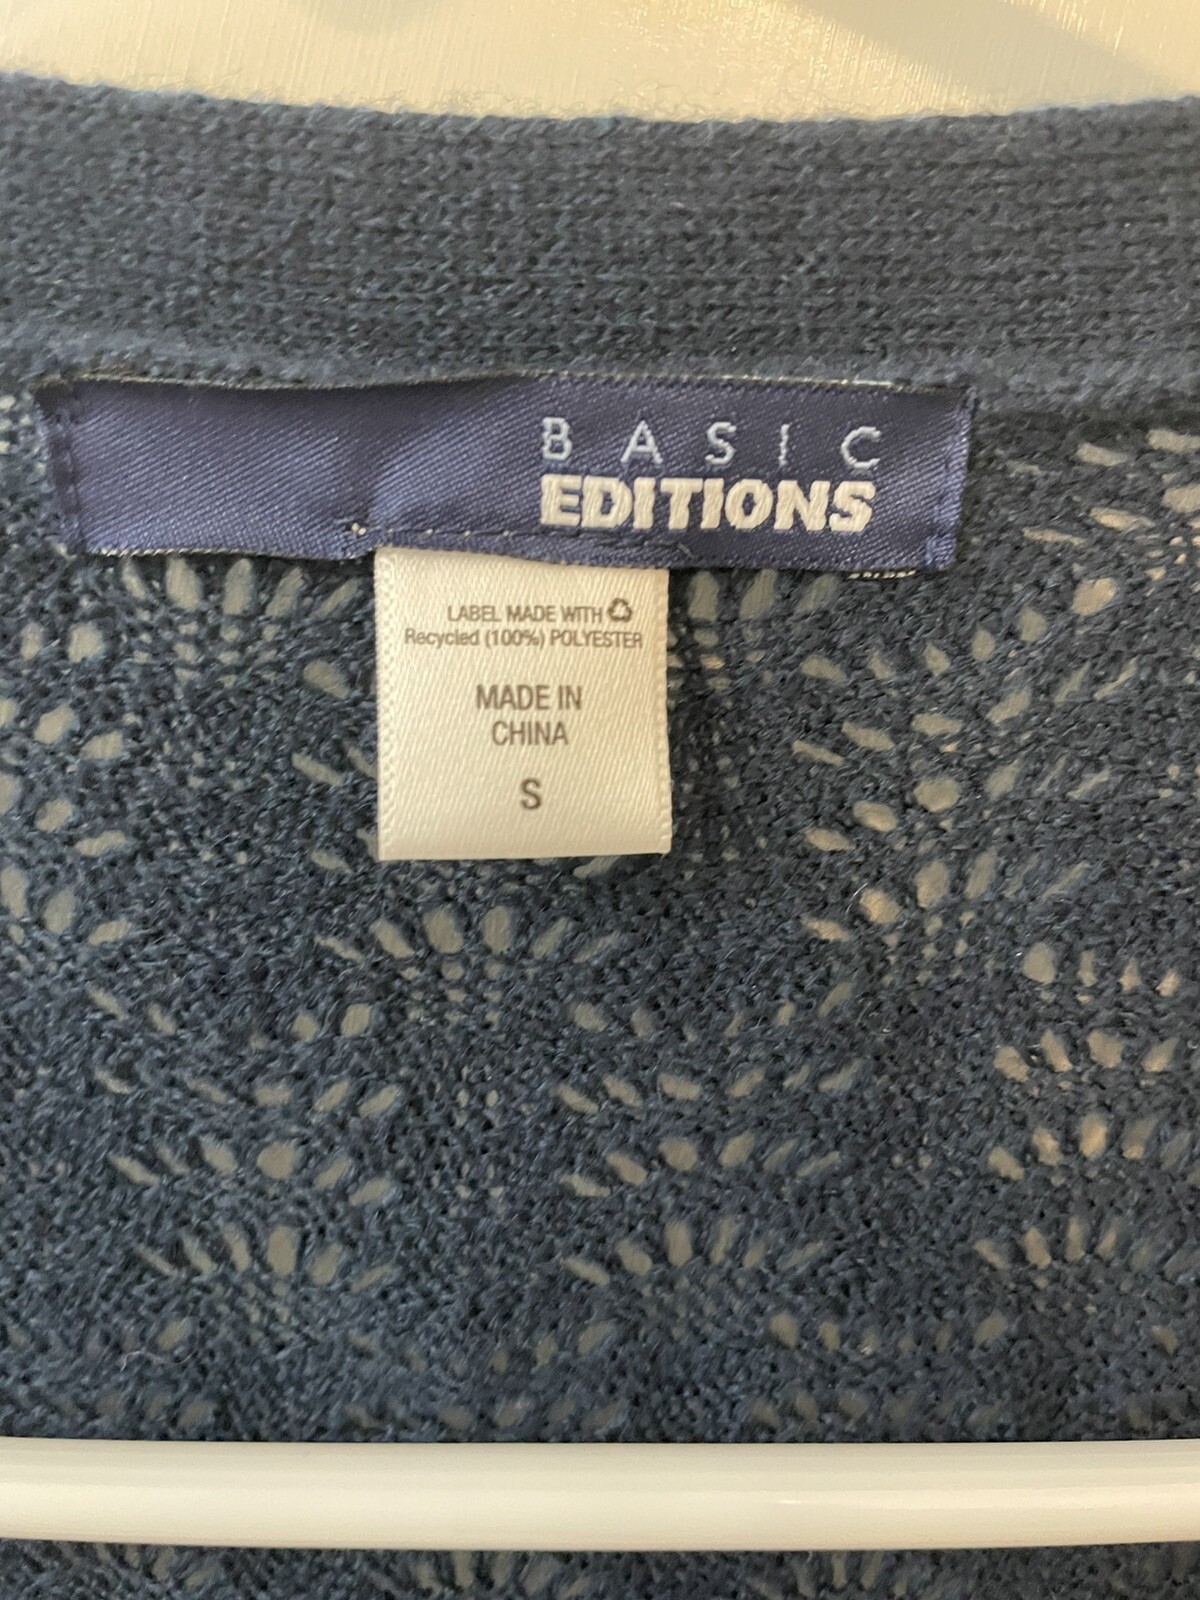 BASIC
EDITIONS
LABEL MADE WITH
Recycled (100%) POLYESTER
MADE IN
CHINA
S